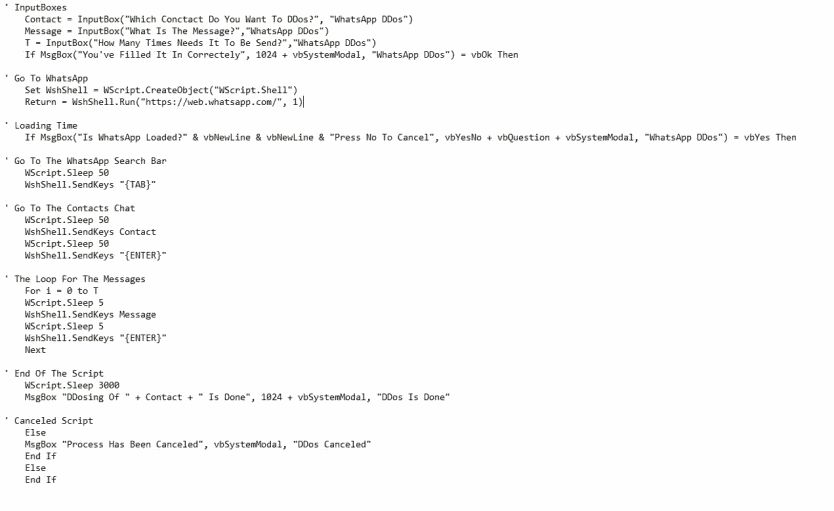 ' InputBoxes
Contact = InputBox("Which Conctact Do You Want To DDos?", "WhatsApp DDos")
Message = InputBox("What Is The Message?","WhatsApp DDos")
T = InputBox("How Many Times Needs It To Be Send?","WhatsApp DDos")
If MsgBox("You've Filled It In Correctely", 1024 + vbSystemModal, "WhatsApp DDos") = vbOk Then
' Go To WhatsApp
Set WshShell = WScript.CreateObject("WScript.Shell")
Return = WshShell.Run("https://web.whatsapp.com/", 1)
' Loading Time
If MsgBox("Is WhatsApp Loaded?" & vbNewLine & vbNewLine & "Press No To Cancel", vbYesNo + vbQuestion + vbSystemModal, "WhatsApp DDos") = vbYes Then
' Go To The WhatsApp Search Bar
WScript.Sleep 50
WshShell.SendKeys "{TAB}"
' Go To The Contacts Chat
WScript.Sleep 50
WshShell.SendKeys Contact
WScript.Sleep 50
WshShell.SendKeys "{ENTER}"
' The Loop For The Messages
For i = 0 to T
WScript.Sleep 5
WshShell.SendKeys Message
WScript.Sleep 5
WshShell.SendKeys "{ENTER}"
Next
' End Of The Script
WScript.Sleep 3000
MsgBox "DDosing Of " + Contact + " Is Done", 1024 + vbSystemModal, "DDos Is Done"
' Canceled Script
Else
MsgBox "Process Has Been Canceled", vbSystemModal, "DDos Canceled"
End If
Else
End If